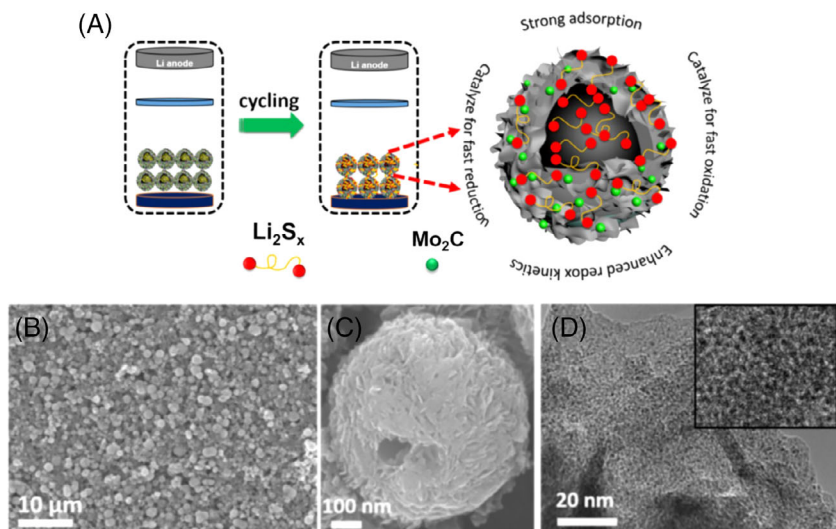 (A)
Li anode
Li anode
cycling
Strong adsorption
Catalyze for fast reduction
Catalyze for fast oxidation
Enhanced redox kinetics
Li₂Sₓ
Mo₂C
(B)
10 μm
(C)
100 nm
(D)
20 nm